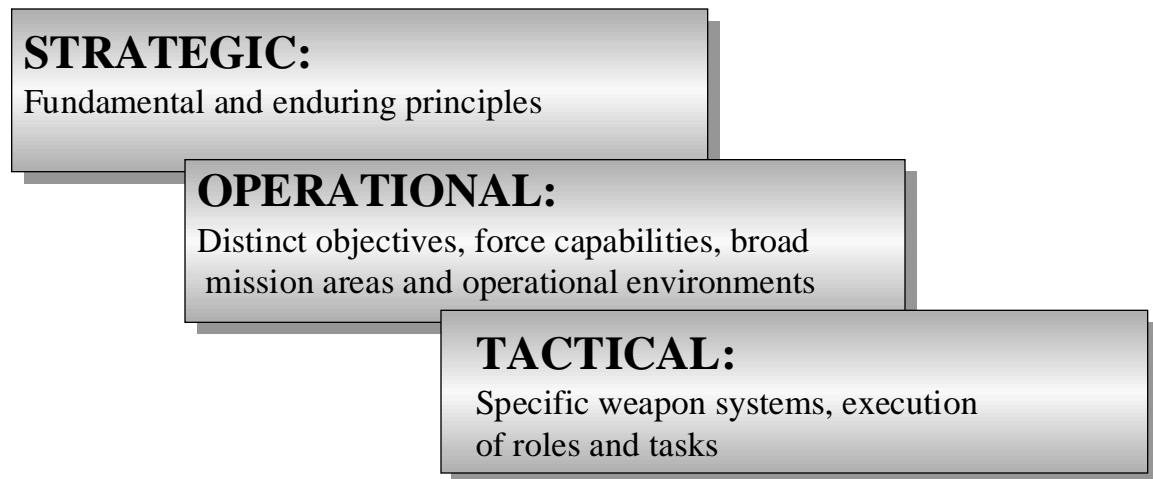 STRATEGIC:
Fundamental and enduring principles
OPERATIONAL:
Distinct objectives, force capabilities, broad
mission areas and operational environments
TACTICAL:
Specific weapon systems, execution
of roles and tasks